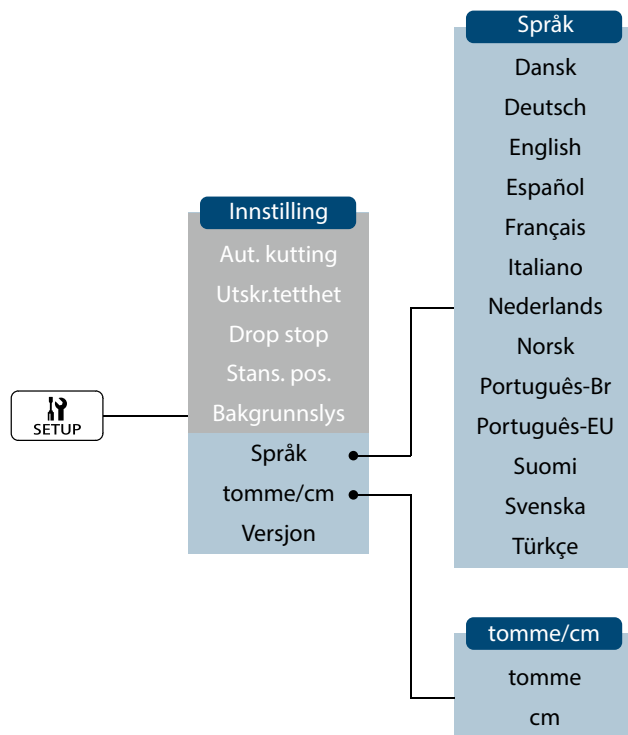 SETUP
Innstilling
Aut. kutting
Utskr.tetthet
Drop stop
Stans. pos.
Bakgrunnslys
Språk
tomme/cm
Versjon
Språk
Dansk
Deutsch
English
Español
Français
Italiano
Nederlands
Norsk
Português-Br
Português-EU
Suomi
Svenska
Türkçe
tomme/cm
tomme
cm